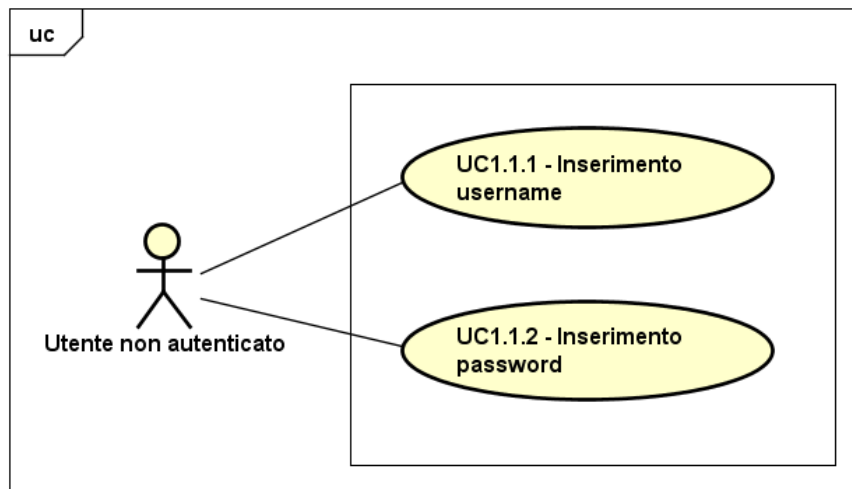 uc
UC1.1.1 - Inserimento
username
Utente non autenticato
UC1.1.2 - Inserimento
password